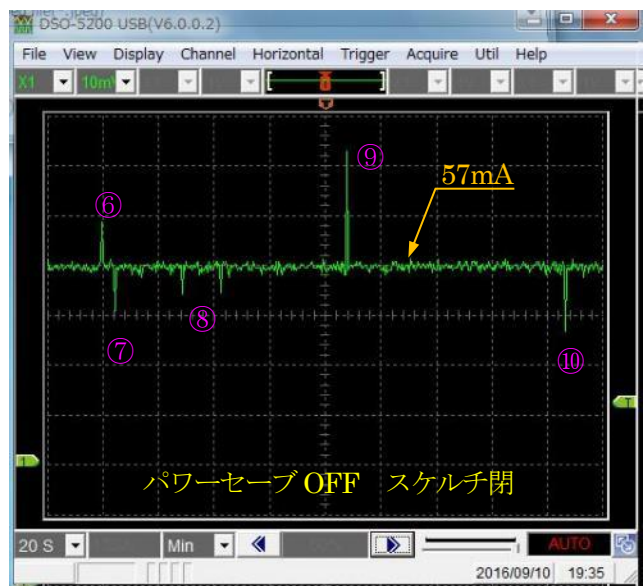 DSO-5200 USB(V6.0.0.2)
File View Display Channel Horizontal Trigger Acquire Util Help
X1 10mV
⑥
⑨
57mA
⑦
⑧
⑩
T
1
パワーセーブ OFF スケルチ閉
20 S Min AUTO
2016/09/10 19:35